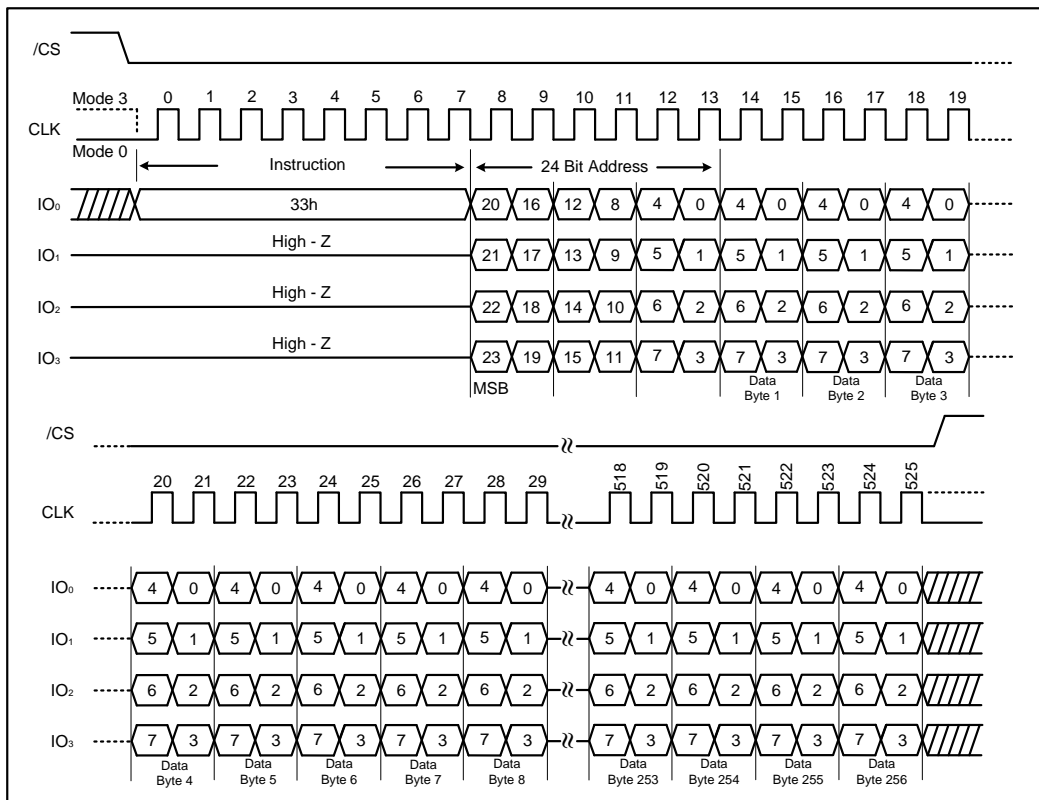 /CS
Mode 3 0 1 2 3 4 5 6 7 8 9 10 11 12 13 14 15 16 17 18 19
CLK
Mode 0
Instruction 24 Bit Address
IO₀ 33h 20 16 12 8 4 0 4 0 4 0 4 0
IO₁ High - Z 21 17 13 9 5 1 5 1 5 1 5 1
IO₂ High - Z 22 18 14 10 6 2 6 2 6 2 6 2
IO₃ High - Z 23 19 15 11 7 3 7 3 7 3 7 3
MSB Data Byte 1 Data Byte 2 Data Byte 3
/CS
20 21 22 23 24 25 26 27 28 29 518 519 520 521 522 523 524 525
CLK
IO₀ 4 0 4 0 4 0 4 0 4 0 4 0 4 0 4 0 4 0
IO₁ 5 1 5 1 5 1 5 1 5 1 5 1 5 1 5 1 5 1
IO₂ 6 2 6 2 6 2 6 2 6 2 6 2 6 2 6 2 6 2
IO₃ 7 3 7 3 7 3 7 3 7 3 7 3 7 3 7 3 7 3
Data Byte 4 Data Byte 5 Data Byte 6 Data Byte 7 Data Byte 8 Data Byte 253 Data Byte 254 Data Byte 255 Data Byte 256